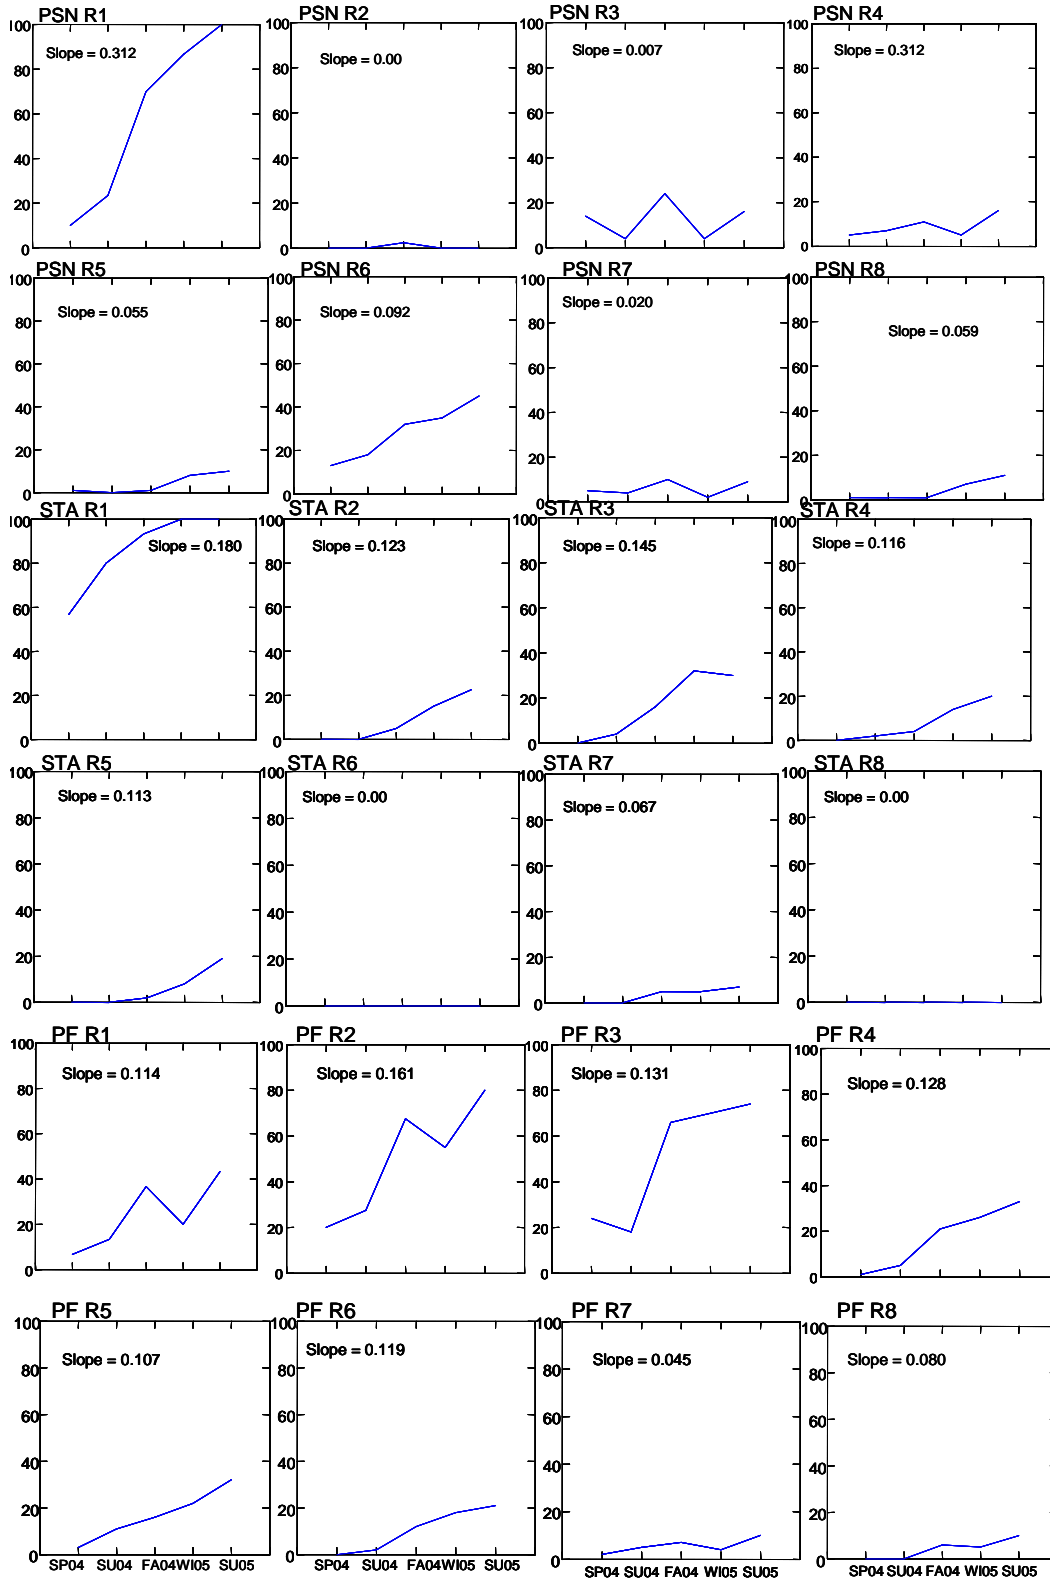 PSN R1 PSN R2 PSN R3 PSN R4
Slope = 0.312 Slope = 0.00 Slope = 0.007 Slope = 0.312
100 100 100 100
80 80 80 80
60 60 60 60
40 40 40 40
20 20 20 20
0 0 0 0
PSN R5 PSN R6 PSN R7 PSN R8
Slope = 0.055 Slope = 0.092 Slope = 0.020 Slope = 0.059
100 100 100 100
80 80 80 80
60 60 60 60
40 40 40 40
20 20 20 20
0 0 0 0
STA R1 STA R2 STA R3 STA R4
Slope = 0.180 Slope = 0.123 Slope = 0.145 Slope = 0.116
100 100 100 100
80 80 80 80
60 60 60 60
40 40 40 40
20 20 20 20
0 0 0 0
STA R5 STA R6 STA R7 STA R8
Slope = 0.113 Slope = 0.00 Slope = 0.067 Slope = 0.00
100 100 100 100
80 80 80 80
60 60 60 60
40 40 40 40
20 20 20 20
0 0 0 0
PF R1 PF R2 PF R3 PF R4
Slope = 0.114 Slope = 0.161 Slope = 0.131 Slope = 0.128
100 100 100 100
80 80 80 80
60 60 60 60
40 40 40 40
20 20 20 20
0 0 0 0
PF R5 PF R6 PF R7 PF R8
Slope = 0.107 Slope = 0.119 Slope = 0.045 Slope = 0.080
100 100 100 100
80 80 80 80
60 60 60 60
40 40 40 40
20 20 20 20
0 0 0 0
SP04 SU04 FA04 WI05 SU05 SP04 SU04 FA04 WI05 SU05 SP04 SU04 FA04 WI05 SU05 SP04 SU04 FA04 WI05 SU05